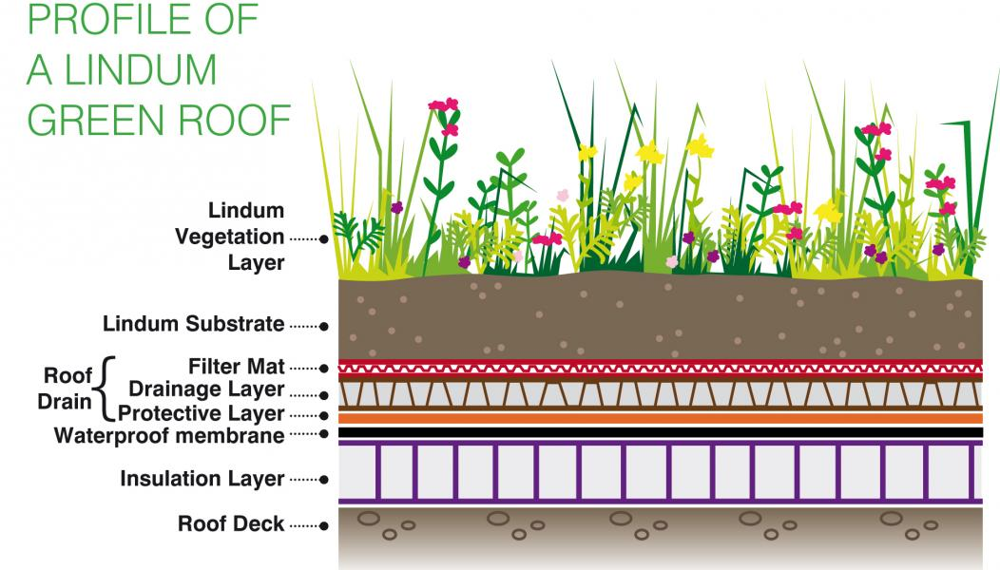 PROFILE OF
A LINDUM
GREEN ROOF
Lindum
Vegetation
Layer
Lindum Substrate
Roof
Drain
Filter Mat
Drainage Layer
Protective Layer
Waterproof membrane
Insulation Layer
Roof Deck